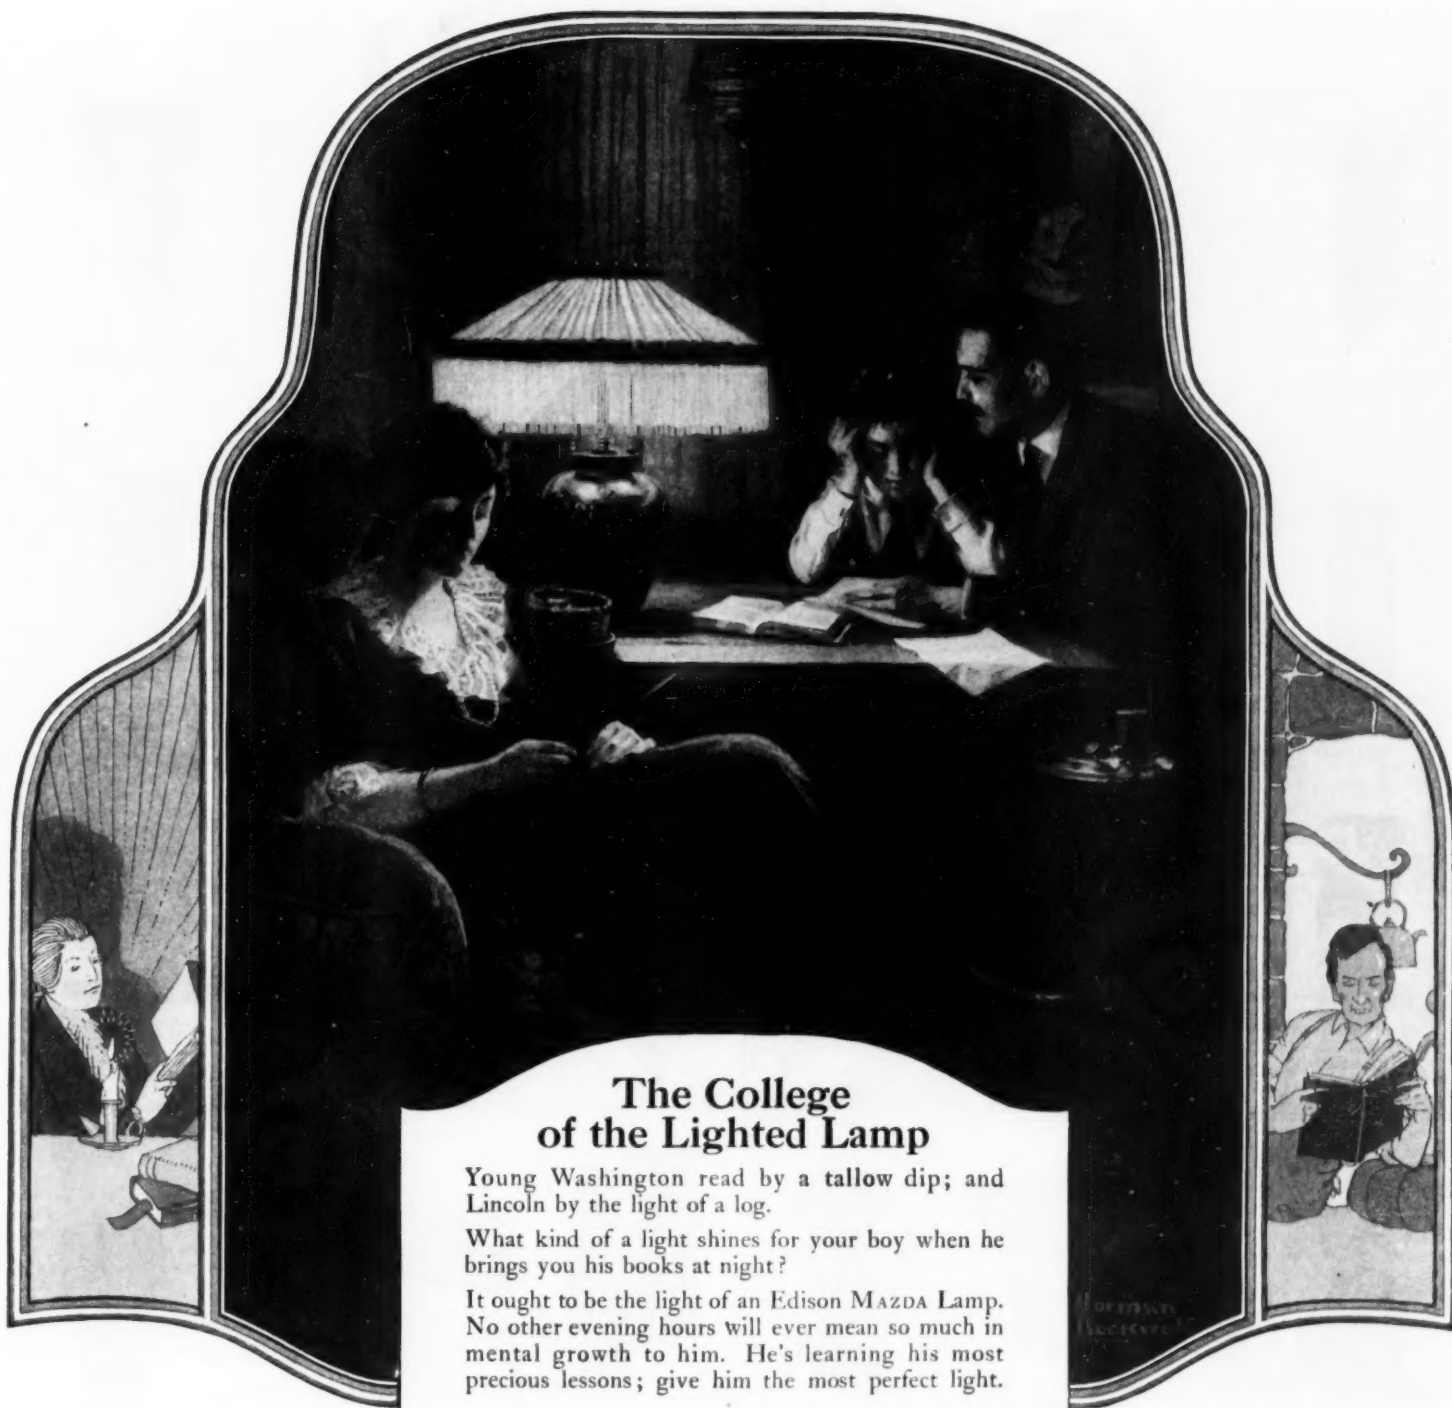 The College
of the Lighted Lamp
Young Washington read by a tallow dip; and
Lincoln by the light of a log.
What kind of a light shines for your boy when he
brings you his books at night?
It ought to be the light of an Edison MAZDA Lamp.
No other evening hours will ever mean so much in
mental growth to him. He's learning his most
precious lessons; give him the most perfect light.
Norman
Rockwell